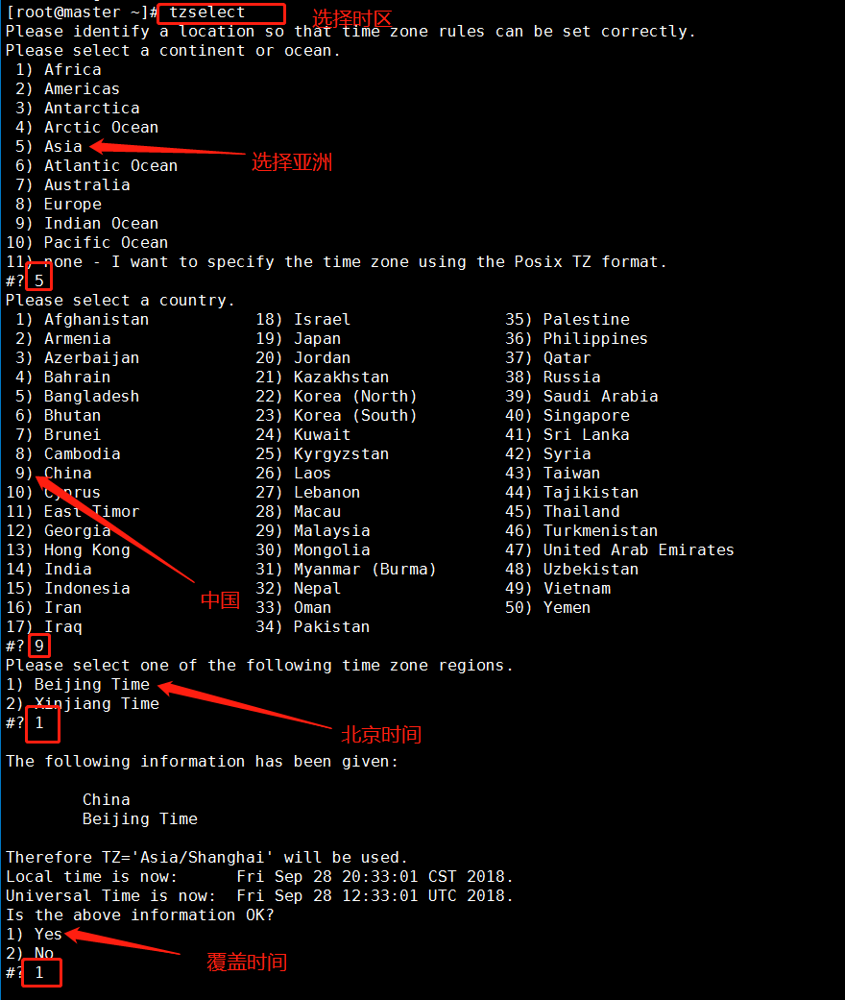 [root@master ~]# tzselect 选择时区
Please identify a location so that time zone rules can be set correctly.
Please select a continent or ocean.
1) Africa
2) Americas
3) Antarctica
4) Arctic Ocean
5) Asia
选择亚洲
6) Atlantic Ocean
7) Australia
8) Europe
9) Indian Ocean
10) Pacific Ocean
11) none - I want to specify the time zone using the Posix TZ format.
#? 5
Please select a country.
1) Afghanistan 18) Israel 35) Palestine
2) Armenia 19) Japan 36) Philippines
3) Azerbaijan 20) Jordan 37) Qatar
4) Bahrain 21) Kazakhstan 38) Russia
5) Bangladesh 22) Korea (North) 39) Saudi Arabia
6) Bhutan 23) Korea (South) 40) Singapore
7) Brunei 24) Kuwait 41) Sri Lanka
8) Cambodia 25) Kyrgyzstan 42) Syria
9) China 26) Laos 43) Taiwan
10) Cyprus 27) Lebanon 44) Tajikistan
11) East Timor 28) Macau 45) Thailand
12) Georgia 29) Malaysia 46) Turkmenistan
13) Hong Kong 30) Mongolia 47) United Arab Emirates
14) India 31) Myanmar (Burma) 48) Uzbekistan
15) Indonesia 32) Nepal 49) Vietnam
中国
16) Iran 33) Oman 50) Yemen
17) Iraq 34) Pakistan
#? 9
Please select one of the following time zone regions.
1) Beijing Time
2) Xinjiang Time
#? 1
北京时间
The following information has been given:
China
Beijing Time
Therefore TZ='Asia/Shanghai' will be used.
Local time is now: Fri Sep 28 20:33:01 CST 2018.
Universal Time is now: Fri Sep 28 12:33:01 UTC 2018.
Is the above information OK?
1) Yes
2) No
覆盖时间
#? 1